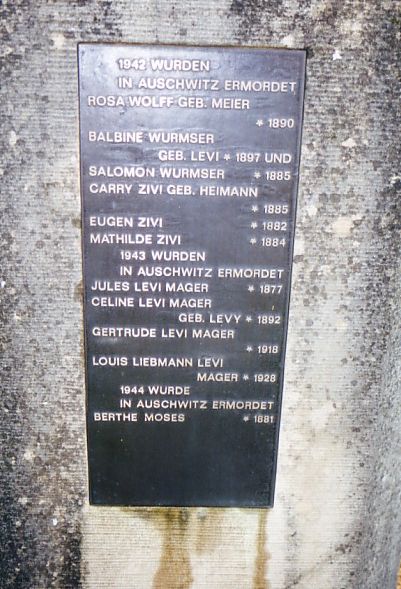 1942 WURDEN
IN AUSCHWITZ ERMORDET
ROSA WOLFF GEB. MEIER
* 1890
BALBINE WURMSER
GEB. LEVI * 1897 UND
SALOMON WURMSER * 1885
CARRY ZIVI GEB. HEIMANN
* 1885
EUGEN ZIVI * 1882
MATHILDE ZIVI * 1884
1943 WURDEN
IN AUSCHWITZ ERMORDET
JULES LEVI MAGER * 1877
CELINE LEVI MAGER
GEB. LEVY * 1892
GERTRUDE LEVI MAGER
* 1918
LOUIS LIEBMANN LEVI
MAGER * 1928
1944 WURDE
IN AUSCHWITZ ERMORDET
BERTHE MOSES * 1881